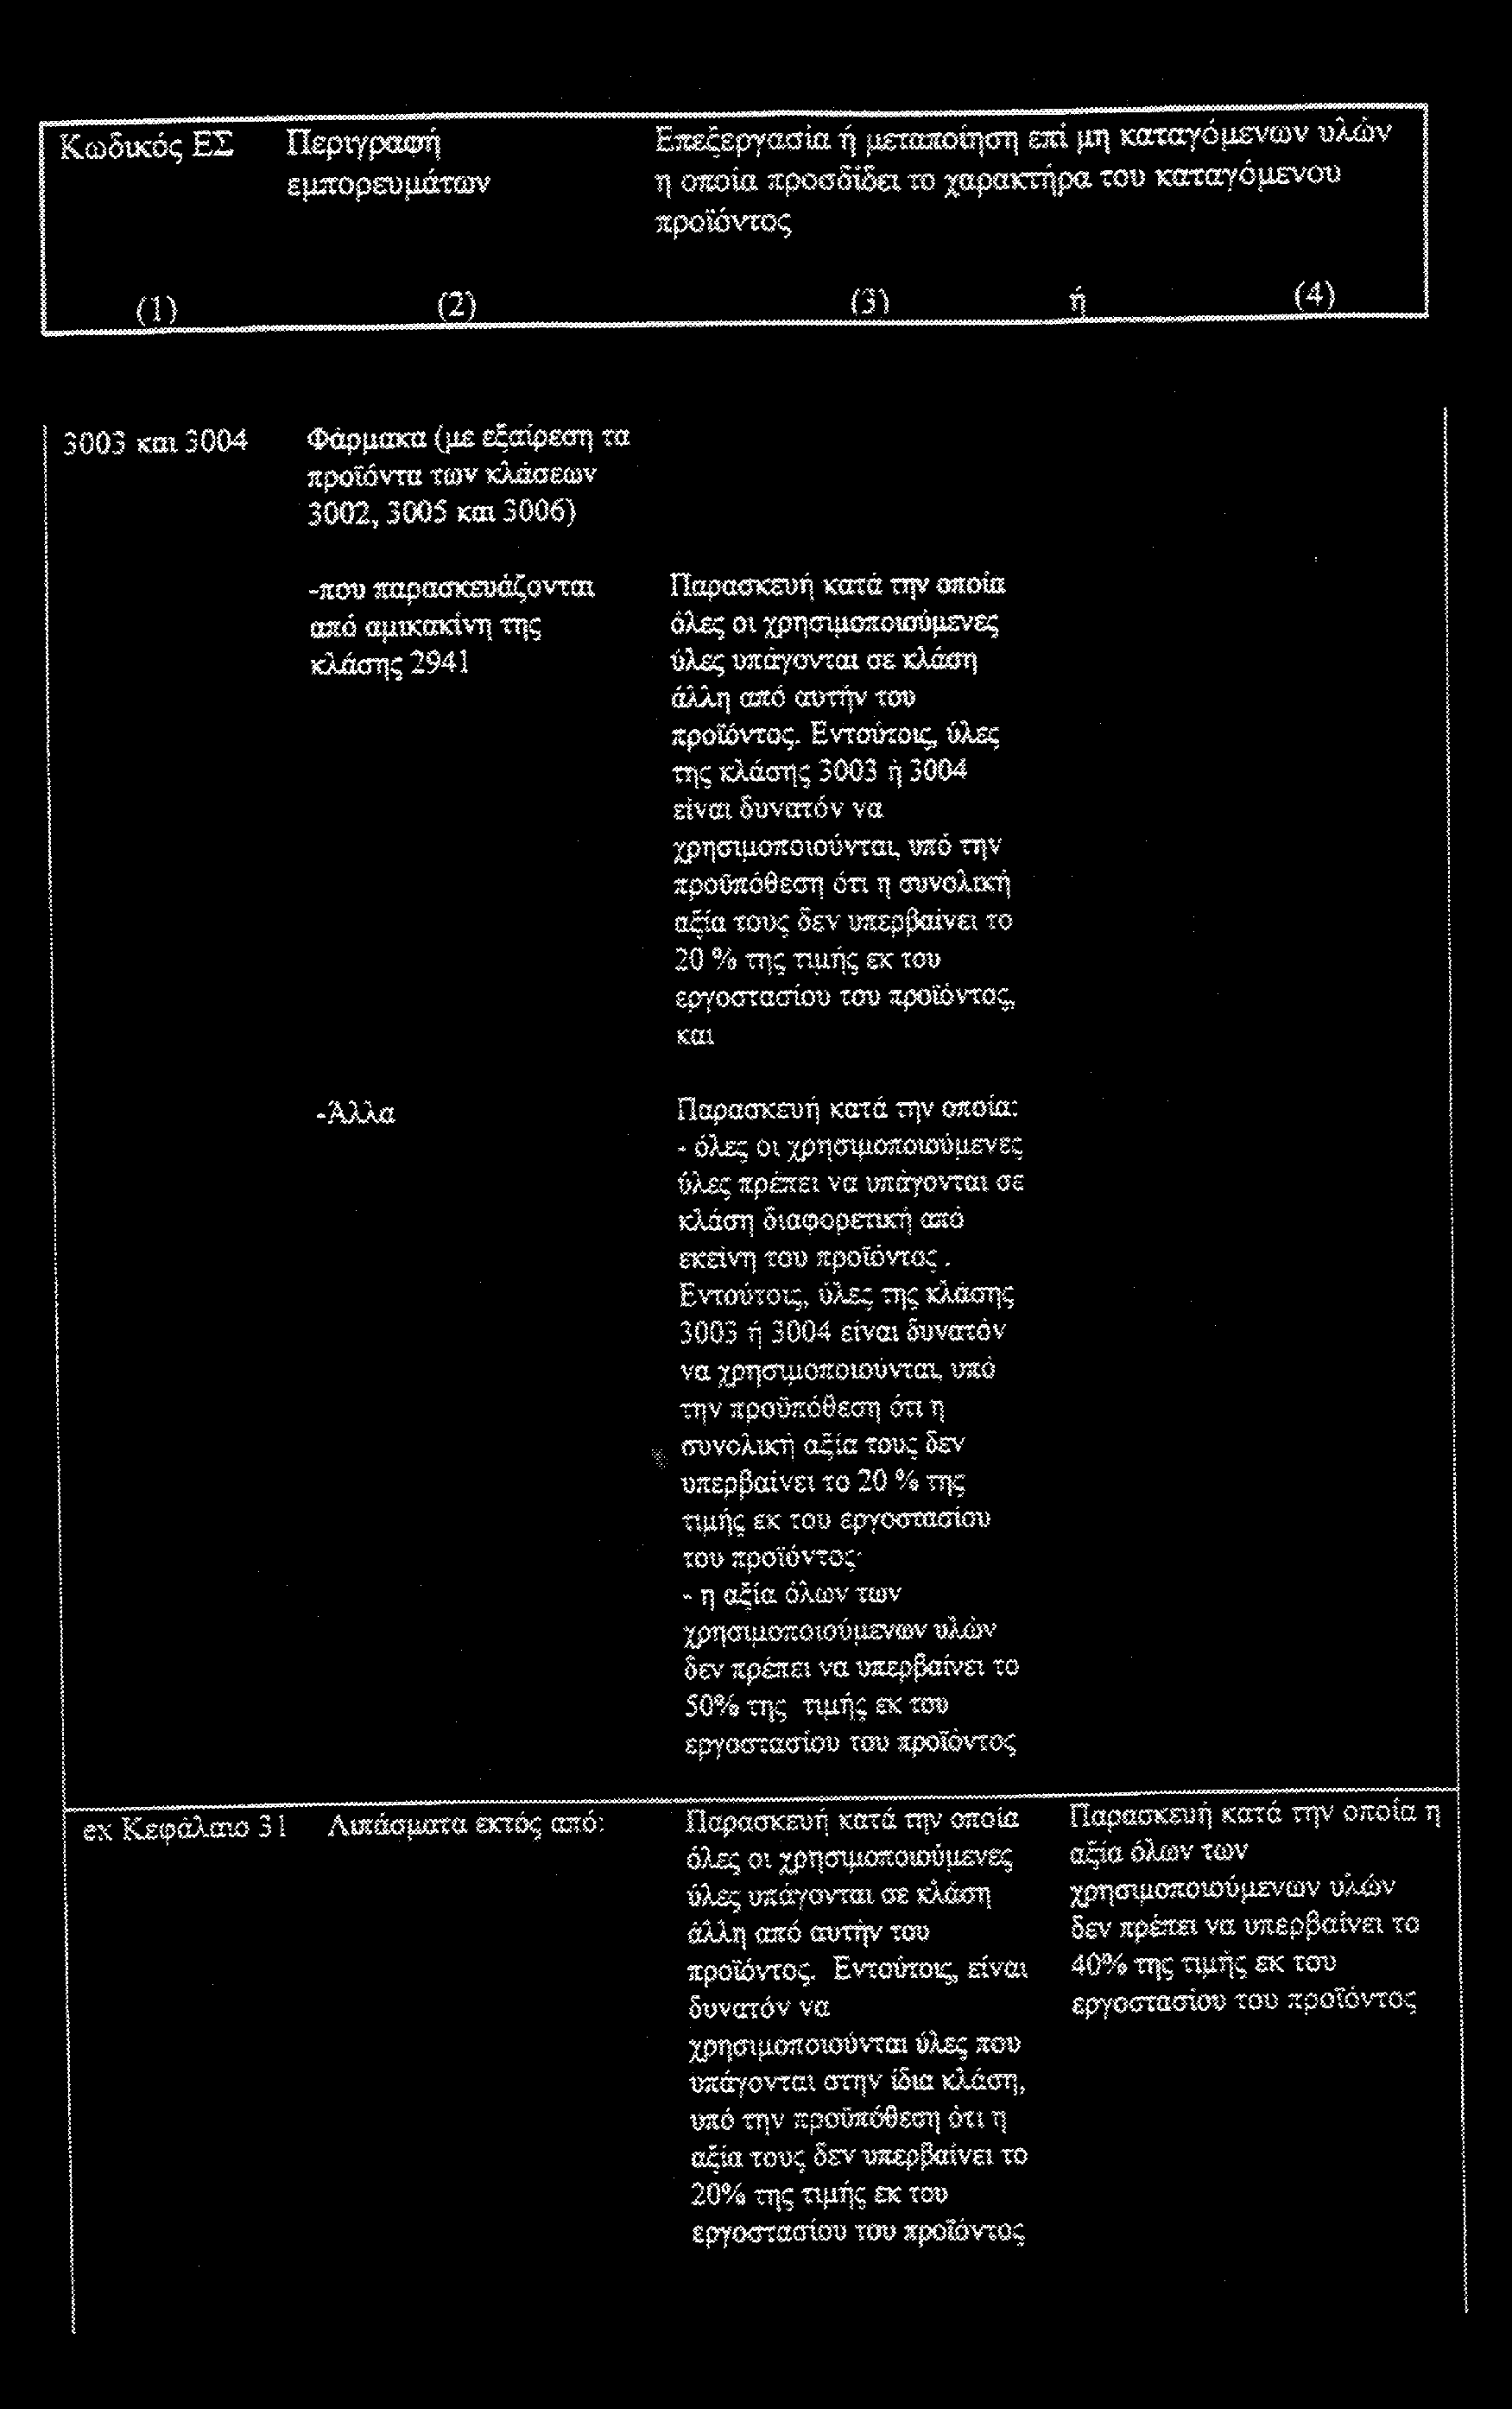 Κωδικός ΕΣ
Περιγραφή
εμπορευμάτων
Επεξεργασία ή μεταποίηση επί μη καταγόμενων υλών
η οποία προσδίδει το χαρακτήρα του καταγόμενου
προϊόντος
(1)
(2)
(3)
ή
(4)
3003 και 3004
Φάρμακα (με εξαίρεση τα
προϊόντα των κλάσεων
3002, 3005 και 3006)
-που παρασκευάζονται
από αμικακίνη της
κλάσης 2941
Παρασκευή κατά την οποία
όλες οι χρησιμοποιούμενες
ύλες υπάγονται σε κλάση
άλλη από αυτήν του
προϊόντος. Εντούτοις, ύλες
της κλάσης 3003 ή 3004
είναι δυνατόν να
χρησιμοποιούνται, υπό την
προϋπόθεση ότι η συνολική
αξία τους δεν υπερβαίνει το
20 % της τιμής εκ του
εργοστασίου του προϊόντος,
και
-Άλλα
Παρασκευή κατά την οποία:
- όλες οι χρησιμοποιούμενες
ύλες πρέπει να υπάγονται σε
κλάση διαφορετική από
εκείνη του προϊόντος .
Εντούτοις, ύλες της κλάσης
3003 ή 3004 είναι δυνατόν
να χρησιμοποιούνται, υπό
την προϋπόθεση ότι η
συνολική αξία τους δεν
υπερβαίνει το 20 % της
τιμής εκ του εργοστασίου
του προϊόντος·
- η αξία όλων των
χρησιμοποιούμενων υλών
δεν πρέπει να υπερβαίνει το
50% της τιμής εκ του
εργοστασίου του προϊόντος
ex Κεφάλαιο 31
Λιπάσματα εκτός από:
Παρασκευή κατά την οποία
όλες οι χρησιμοποιούμενες
ύλες υπάγονται σε κλάση
άλλη από αυτήν του
προϊόντος. Εντούτοις, είναι
δυνατόν να
χρησιμοποιούνται ύλες που
υπάγονται στην ίδια κλάση,
υπό την προϋπόθεση ότι η
αξία τους δεν υπερβαίνει το
20% της τιμής εκ του
εργοστασίου του προϊόντος
Παρασκευή κατά την οποία η
αξία όλων των
χρησιμοποιούμενων υλών
δεν πρέπει να υπερβαίνει το
40% της τιμής εκ του
εργοστασίου του προϊόντος